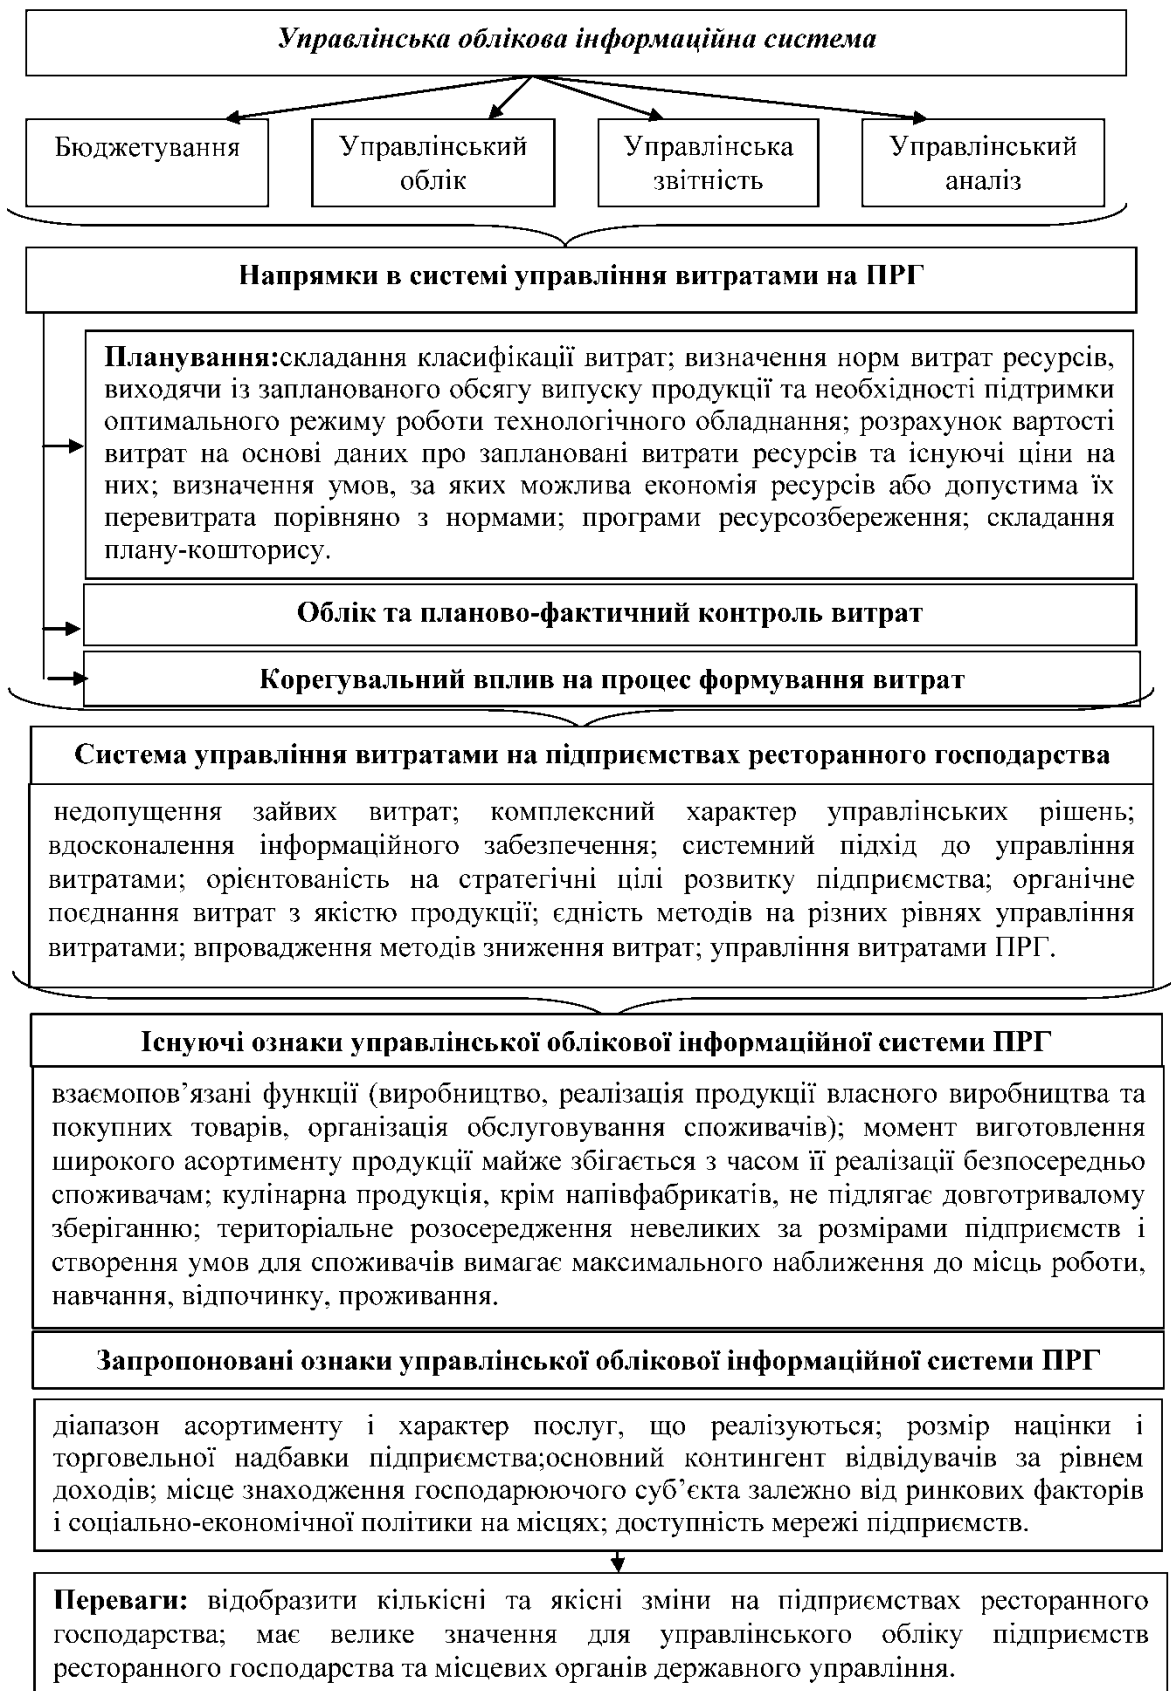 Управлінська облікова інформаційна система
Бюджетування
Управлінський
облік
Управлінська
звітність
Управлінський
аналіз
Напрямки в системі управління витратами на ПРГ
Планування:складання класифікації витрат; визначення норм витрат ресурсів,
виходячи із запланованого обсягу випуску продукції та необхідності підтримки
оптимального режиму роботи технологічного обладнання; розрахунок вартості
витрат на основі даних про заплановані витрати ресурсів та існуючі ціни на
них; визначення умов, за яких можлива економія ресурсів або допустима їх
перевитрата порівняно з нормами; програми ресурсозбереження; складання
плану-кошторису.
Облік та планово-фактичний контроль витрат
Корегувальний вплив на процес формування витрат
Система управління витратами на підприємствах ресторанного господарства
недопущення зайвих витрат; комплексний характер управлінських рішень;
вдосконалення інформаційного забезпечення; системний підхід до управління
витратами; орієнтованість на стратегічні цілі розвитку підприємства; органічне
поєднання витрат з якістю продукції; єдність методів на різних рівнях управління
витратами; впровадження методів зниження витрат; управління витратами ПРГ.
Існуючі ознаки управлінської облікової інформаційної системи ПРГ
взаємопов’язані функції (виробництво, реалізація продукції власного виробництва та
покупних товарів, організація обслуговування споживачів); момент виготовлення
широкого асортименту продукції майже збігається з часом її реалізації безпосередньо
споживачам; кулінарна продукція, крім напівфабрикатів, не підлягає довготривалому
зберіганню; територіальне розосередження невеликих за розмірами підприємств і
створення умов для споживачів вимагає максимального наближення до місць роботи,
навчання, відпочинку, проживання.
Запропоновані ознаки управлінської облікової інформаційної системи ПРГ
діапазон асортименту і характер послуг, що реалізуються; розмір націнки і
торговельної надбавки підприємства;основний контингент відвідувачів за рівнем
доходів; місце знаходження господарюючого суб’єкта залежно від ринкових факторів
і соціально-економічної політики на місцях; доступність мережі підприємств.
Переваги: відобразити кількісні та якісні зміни на підприємствах ресторанного
господарства; має велике значення для управлінського обліку підприємств
ресторанного господарства та місцевих органів державного управління.